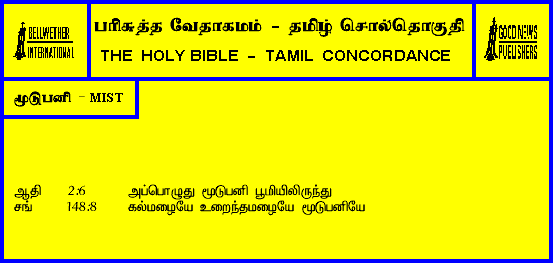 BELLWETHER
INTERNATIONAL
பரிசுத்த வேதாகமம் - தமிழ் சொல்தொகுதி
THE HOLY BIBLE - TAMIL CONCORDANCE
GOOD NEWS
PUBLISHERS
மூடுபனி - MIST
ஆதி 2:6 அப்பொழுது மூடுபனி பூமியிலிருந்து
சங் 148:8 கல்மழையே உறைந்தமழையே மூடுபனியே